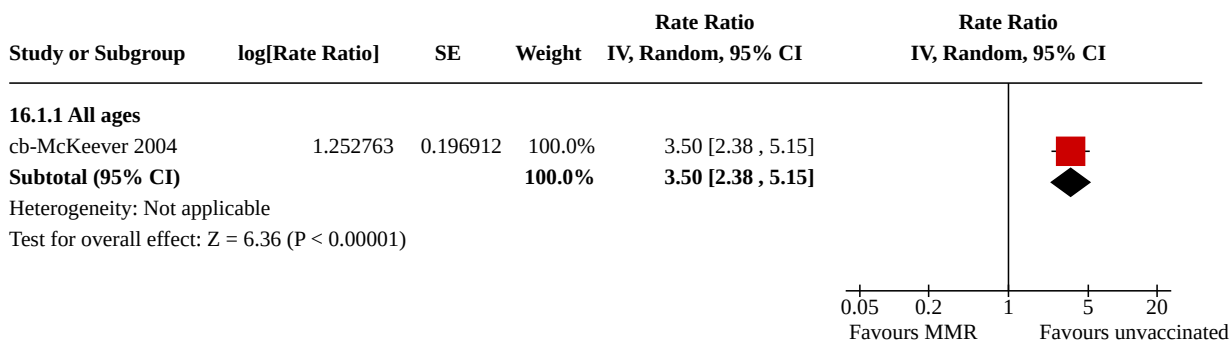 Rate Ratio Rate Ratio
Study or Subgroup log[Rate Ratio] SE Weight IV, Random, 95% CI IV, Random, 95% CI
16.1.1 All ages
cb-McKeever 2004 1.252763 0.196912 100.0% 3.50 [2.38 , 5.15]
Subtotal (95% CI) 100.0% 3.50 [2.38 , 5.15]
Heterogeneity: Not applicable
Test for overall effect: Z = 6.36 (P < 0.00001)
0.05 0.2 1 5 20
Favours MMR Favours unvaccinated